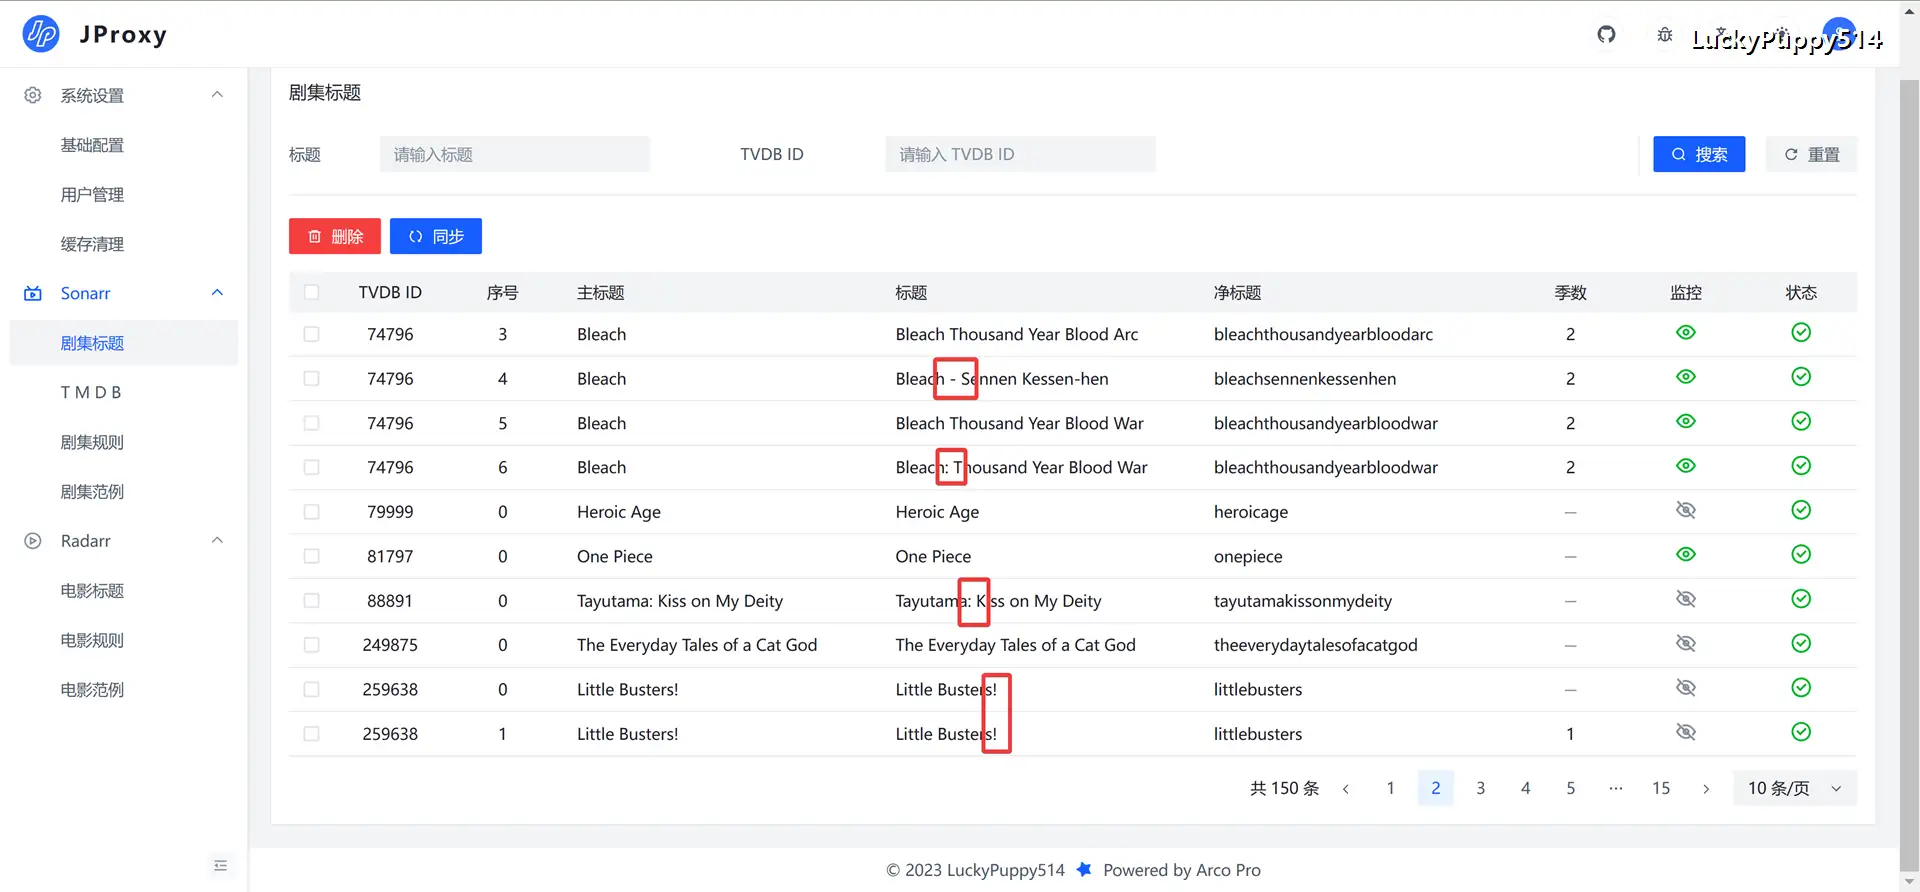 JProxy
LuckyPuppy514
系统设置
基础配置
用户管理
缓存清理
Sonarr
剧集标题
T M D B
剧集规则
剧集范例
Radarr
电影标题
电影规则
电影范例
剧集标题
标题 请输入标题 TVDB ID 请输入 TVDB ID 搜索 重置
删除 同步
TVDB ID 序号 主标题 标题 净标题 季数 监控 状态
74796 3 Bleach Bleach Thousand Year Blood Arc bleachthousandyearbloodarc 2
74796 4 Bleach Bleach - Sennen Kessen-hen bleachsennenkessenhen 2
74796 5 Bleach Bleach Thousand Year Blood War bleachthousandyearbloodwar 2
74796 6 Bleach Bleach: Thousand Year Blood War bleachthousandyearbloodwar 2
79999 0 Heroic Age Heroic Age heroicage —
81797 0 One Piece One Piece onepiece —
88891 0 Tayutama: Kiss on My Deity Tayutama: Kiss on My Deity tayutamakissonmydeity —
249875 0 The Everyday Tales of a Cat God The Everyday Tales of a Cat God theeverydaytalesofacatgod —
259638 0 Little Busters! Little Busters! littlebusters —
259638 1 Little Busters! Little Busters! littlebusters 1
共 150 条 ‹ 1 2 3 4 5 ··· 15 › 10 条/页
© 2023 LuckyPuppy514 Powered by Arco Pro